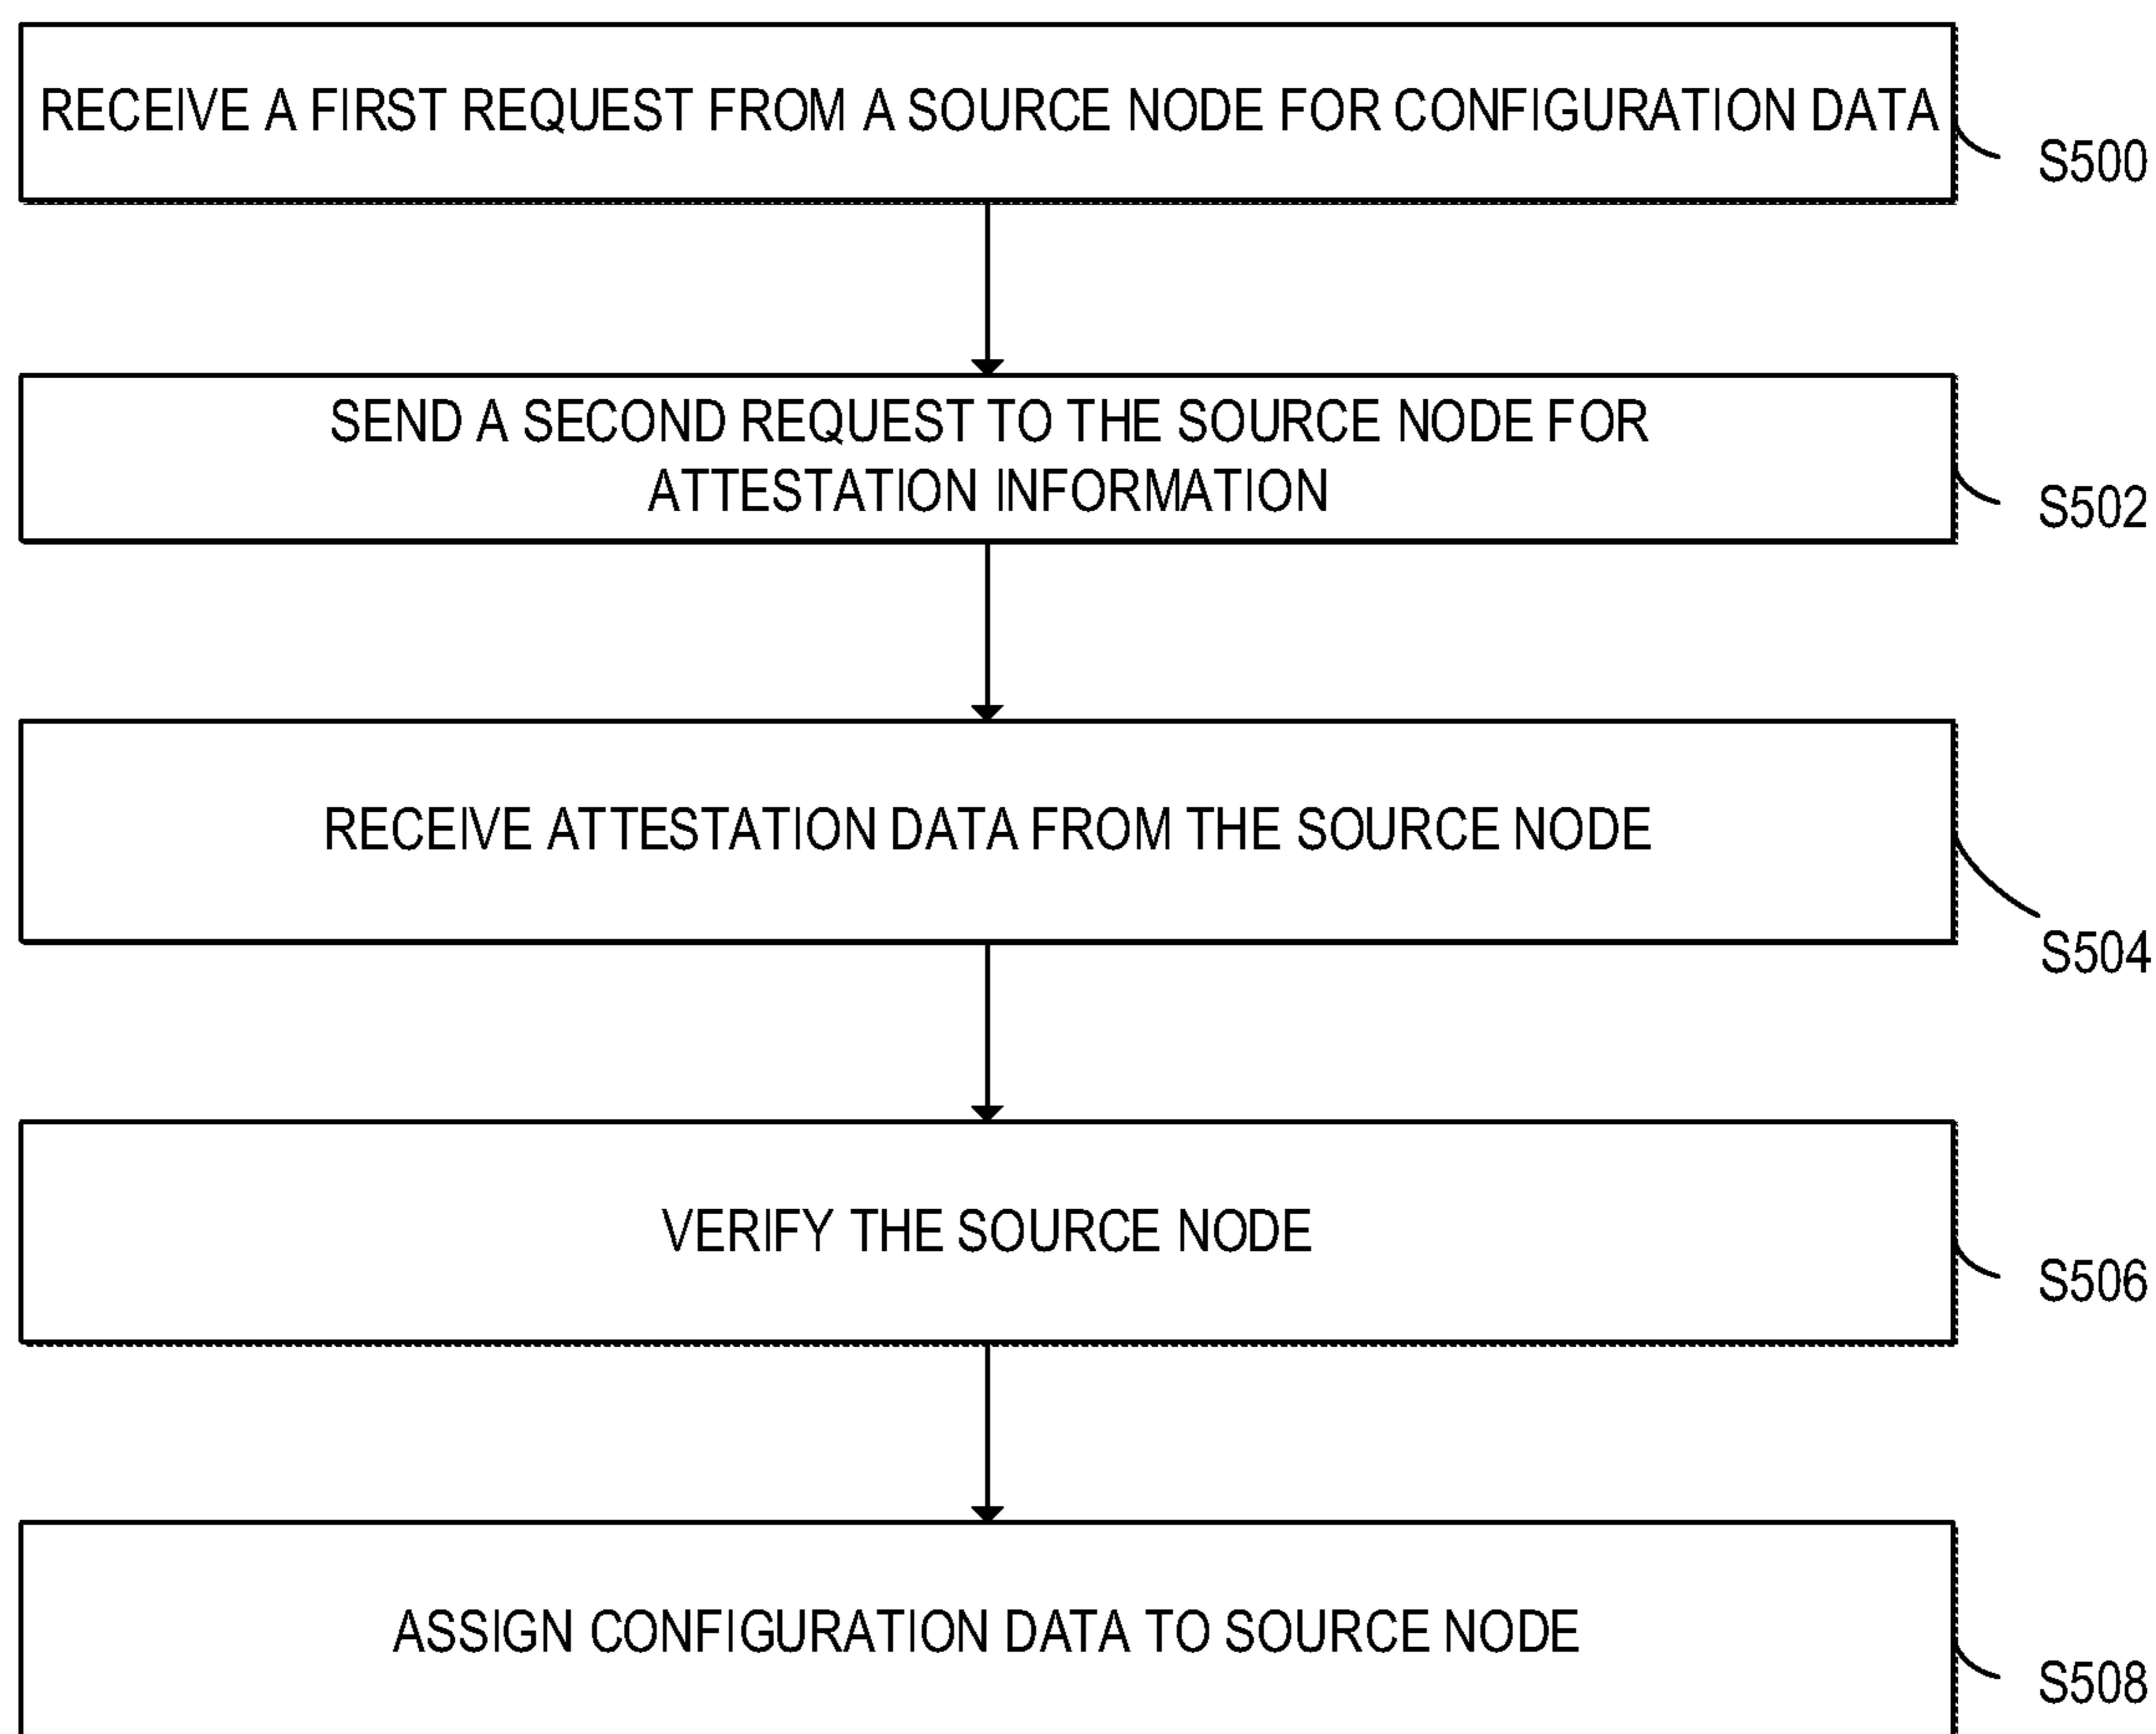 RECEIVE A FIRST REQUEST FROM A SOURCE NODE FOR CONFIGURATION DATA
S500
SEND A SECOND REQUEST TO THE SOURCE NODE FOR
ATTESTATION INFORMATION
S502
RECEIVE ATTESTATION DATA FROM THE SOURCE NODE
S504
VERIFY THE SOURCE NODE
S506
ASSIGN CONFIGURATION DATA TO SOURCE NODE
S508